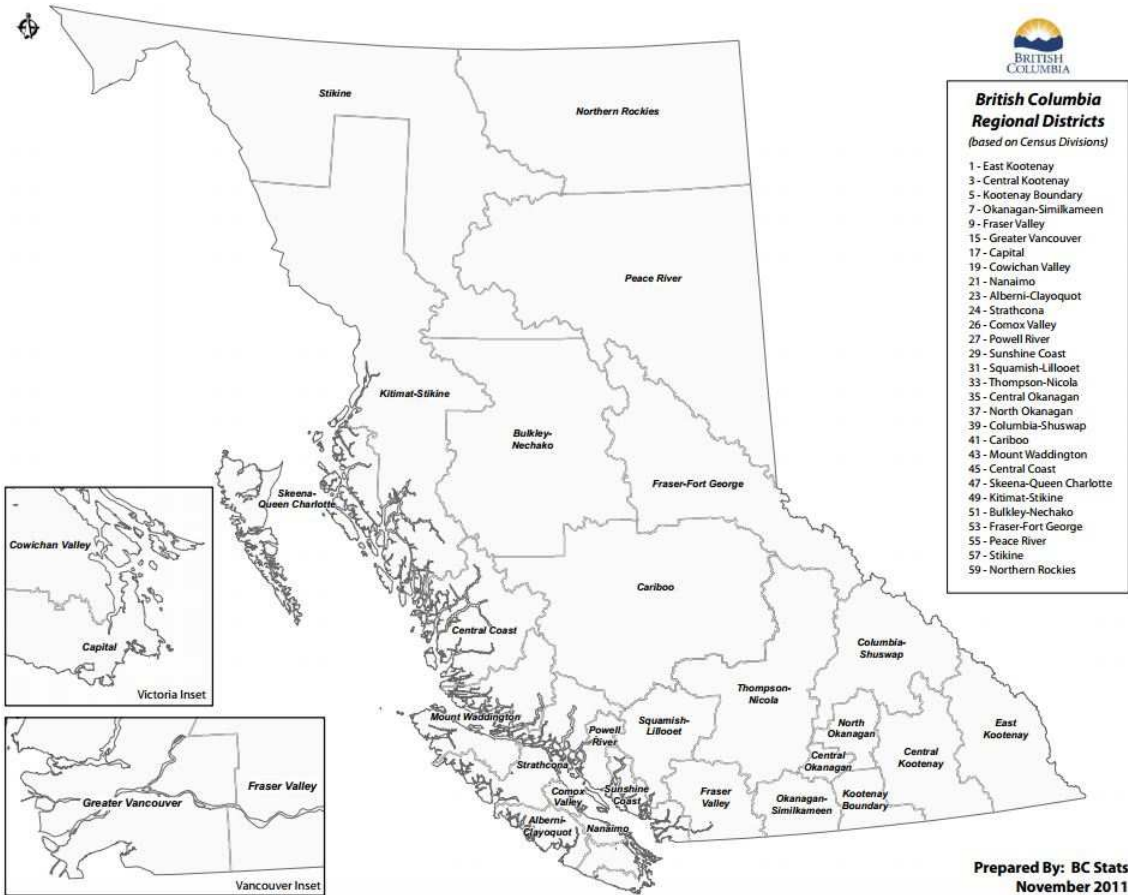 BRITISH
COLUMBIA
British Columbia
Regional Districts
(based on Census Divisions)
1 - East Kootenay
3 - Central Kootenay
5 - Kootenay Boundary
7 - Okanagan-Similkameen
9 - Fraser Valley
15 - Greater Vancouver
17 - Capital
19 - Cowichan Valley
21 - Nanaimo
23 - Alberni-Clayoquot
24 - Strathcona
26 - Comox Valley
27 - Powell River
29 - Sunshine Coast
31 - Squamish-Lillooet
33 - Thompson-Nicola
35 - Central Okanagan
37 - North Okanagan
39 - Columbia-Shuswap
41 - Cariboo
43 - Mount Waddington
45 - Central Coast
47 - Skeena-Queen Charlotte
49 - Kitimat-Stikine
51 - Bulkley-Nechako
53 - Fraser-Fort George
55 - Peace River
57 - Stikine
59 - Northern Rockies
Stikine
Northern Rockies
Peace River
Kitimat-Stikine
Bulkley-
Nechako
Fraser-Fort George
Skeena-
Queen Charlotte
Cariboo
Central Coast
Columbia-
Shuswap
Thompson-
Nicola
Mount Waddington
Powell
River
Squamish-
Lillooet
North
Okanagan
East
Kootenay
Central
Okanagan
Central
Kootenay
Strathcona
Comox
Valley
Sunshine
Coast
Fraser
Valley
Okanagan-
Similkameen
Kootenay
Boundary
Alberni-
Clayoquot
Nanaimo
Cowichan Valley
Capital
Victoria Inset
Greater Vancouver
Fraser Valley
Vancouver Inset
Prepared By: BC Stats
November 2011